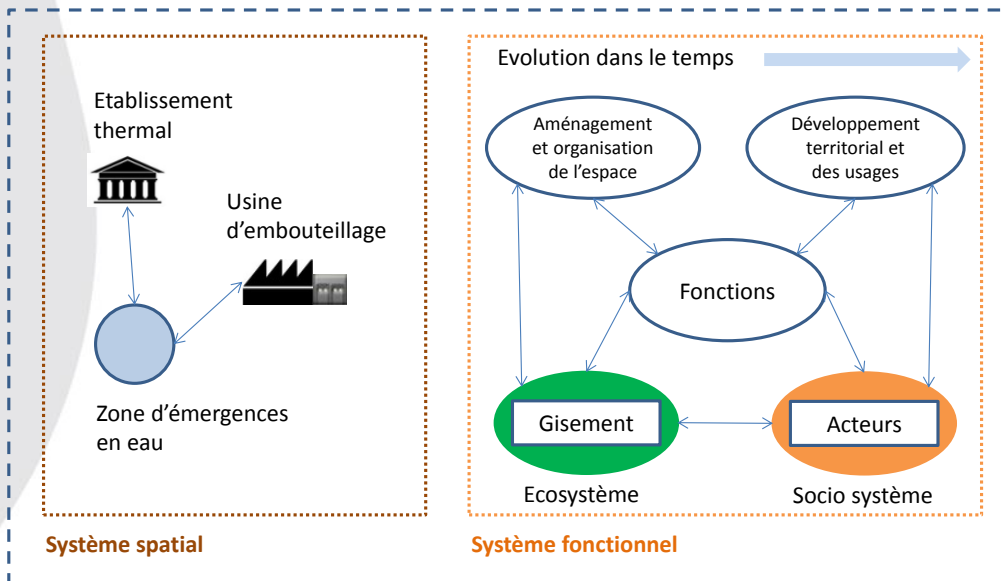 Etablissement
thermal
Usine
d'embouteillage
Zone d'émergences
en eau
Système spatial
Evolution dans le temps
Aménagement
et organisation
de l'espace
Développement
territorial et
des usages
Fonctions
Gisement
Acteurs
Ecosystème
Socio système
Système fonctionnel